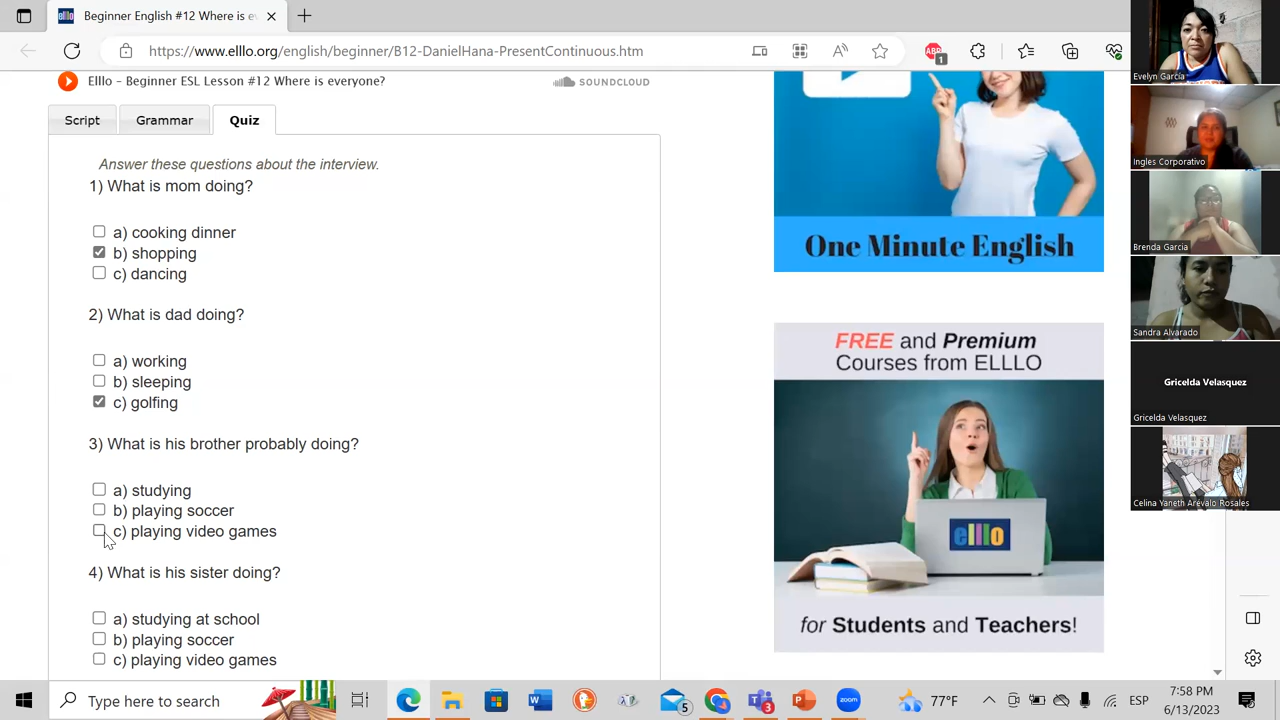 Beginner English #12 Where is ev
https://www.elllo.org/english/beginner/B12-DanielHana-PresentContinuous.htm
1
Elllo - Beginner ESL Lesson #12 Where is everyone?
SOUNDCLOUD
Script
Grammar
Quiz
Answer these questions about the interview.
1) What is mom doing?
a) cooking dinner
b) shopping
c) dancing
2) What is dad doing?
a) working
b) sleeping
c) golfing
3) What is his brother probably doing?
a) studying
b) playing soccer
c) playing video games
4) What is his sister doing?
a) studying at school
b) playing soccer
c) playing video games
One Minute English
FREE and Premium
Courses from ELLLO
elllo
for Students and Teachers!
Evelyn García
Ingles Corporativo
Brenda Garcia
Sandra Alvarado
Gricelda Velasquez
Gricelda Velasquez
Celina Yaneth Arévalo Rosales
Type here to search
5
3
zoom
77°F
ESP
7:58 PM
6/13/2023